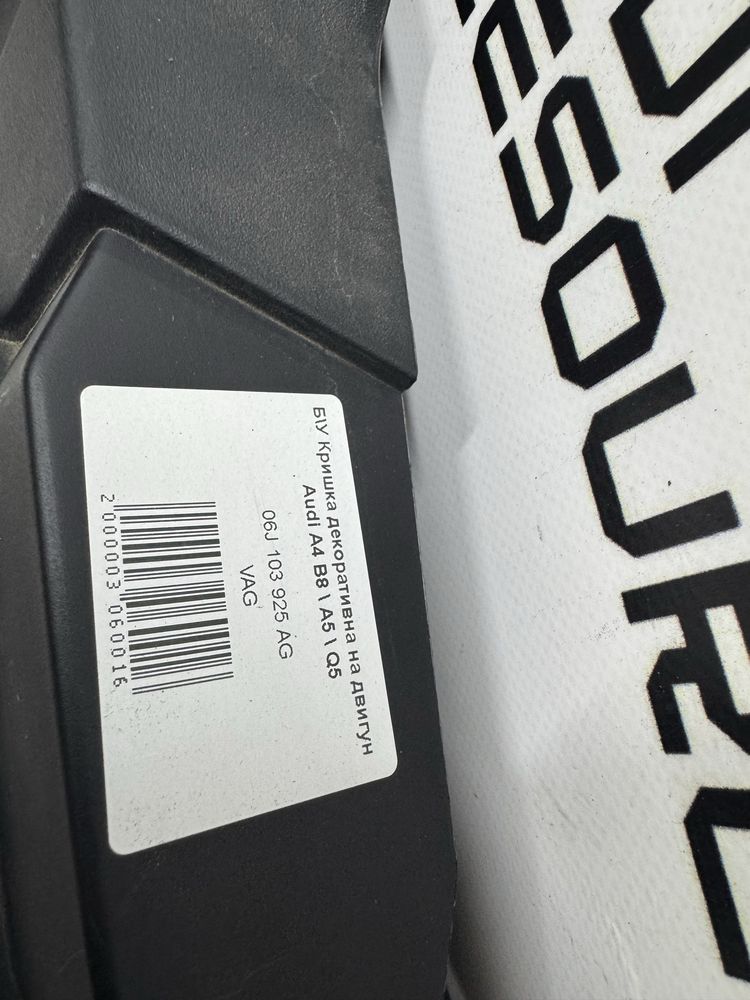 Б\У Кришка декоративна на двигун
Audi A4 B8 \ A5 \ Q5
06J 103 925 AG
VAG
2 000003 060016